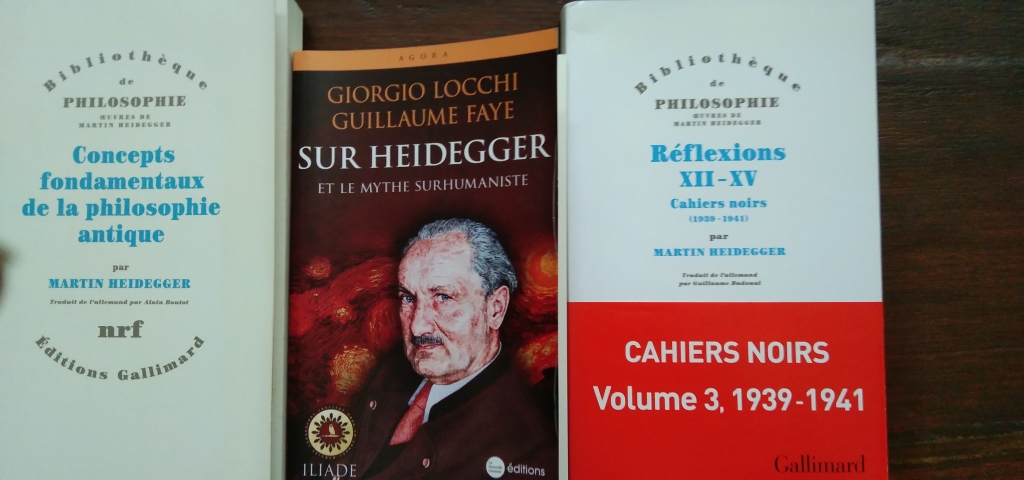 Bibliothèque
de
PHILOSOPHIE
ŒUVRES DE
MARTIN HEIDEGGER
Concepts
fondamentaux
de la philosophie
antique
par
MARTIN HEIDEGGER
Traduit de l'allemand par Alain Boutot
nrf
Éditions Gallimard
AGORA
GIORGIO LOCCHI
GUILLAUME FAYE
SUR HEIDEGGER
ET LE MYTHE SURHUMANISTE
ILIADE
éditions
Bibliothèque
de
PHILOSOPHIE
ŒUVRES DE
MARTIN HEIDEGGER
Réflexions
XII-XV
Cahiers noirs
(1939-1941)
par
MARTIN HEIDEGGER
Traduit de l'allemand
par Guillaume Badoual
CAHIERS NOIRS
Volume 3, 1939-1941
Gallimard